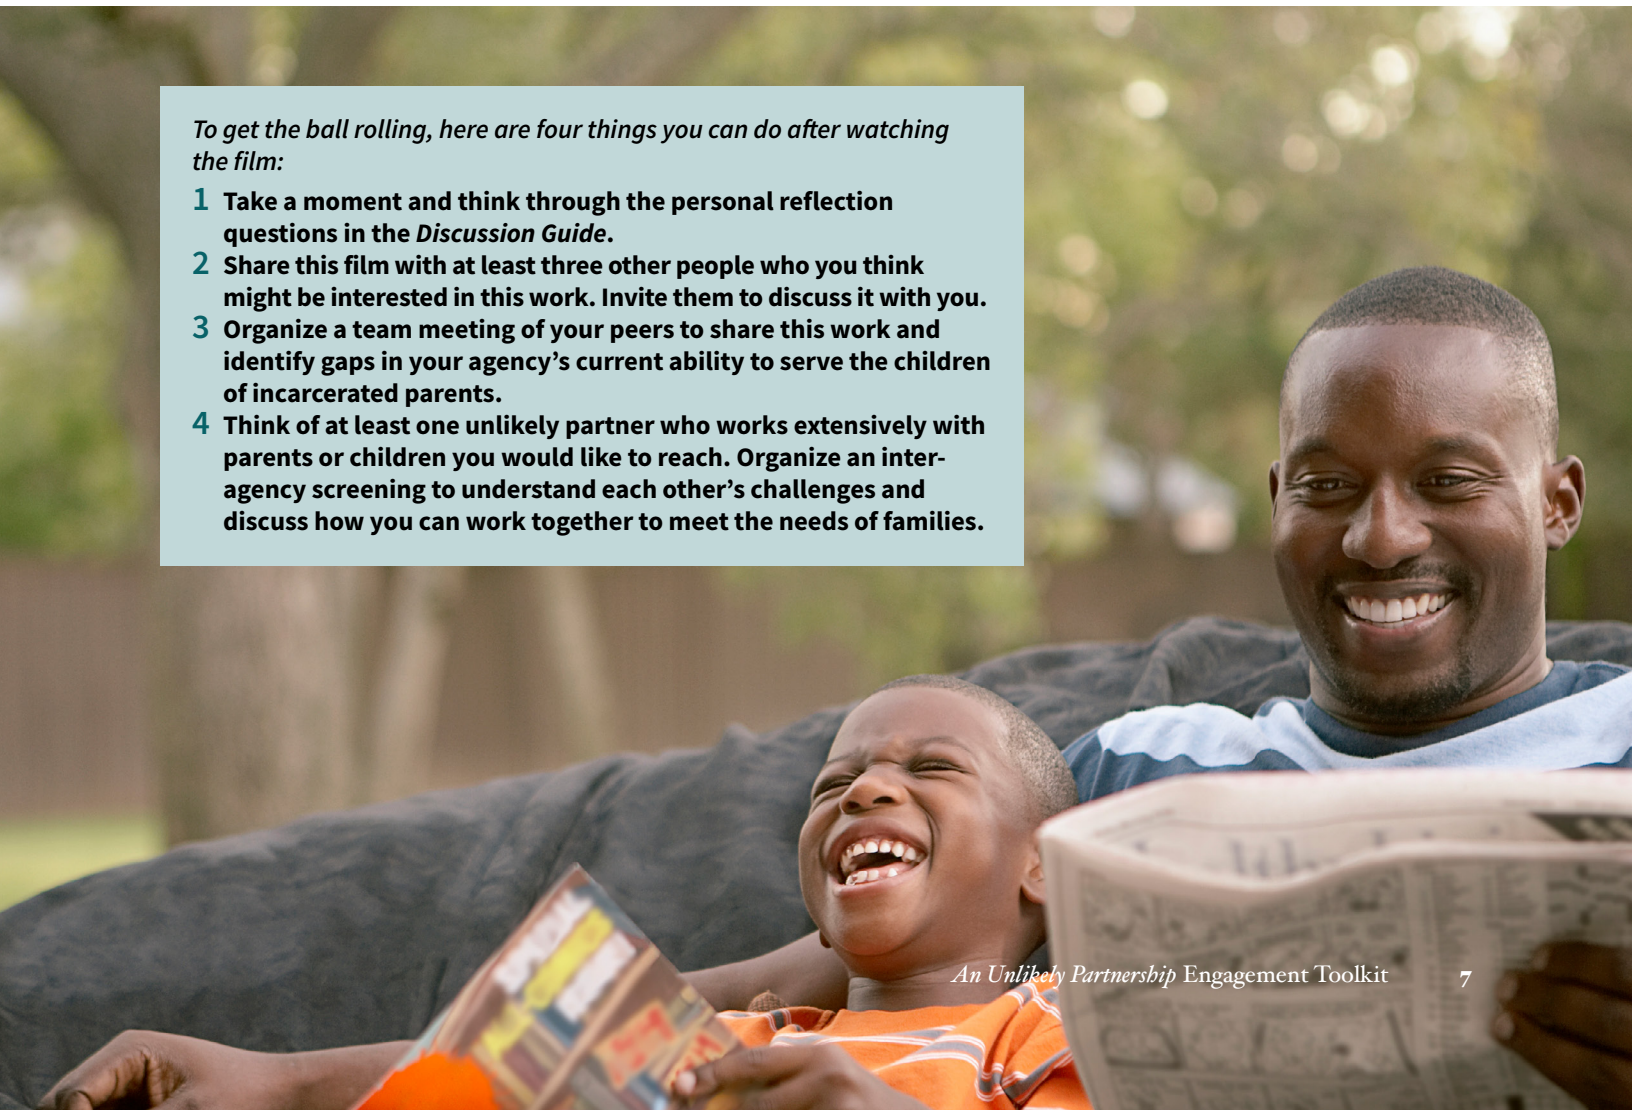 To get the ball rolling, here are four things you can do after watching
the film:
1 Take a moment and think through the personal reflection
questions in the Discussion Guide.
2 Share this film with at least three other people who you think
might be interested in this work. Invite them to discuss it with you.
3 Organize a team meeting of your peers to share this work and
identify gaps in your agency’s current ability to serve the children
of incarcerated parents.
4 Think of at least one unlikely partner who works extensively with
parents or children you would like to reach. Organize an inter-
agency screening to understand each other’s challenges and
discuss how you can work together to meet the needs of families.
An Unlikely Partnership Engagement Toolkit 7